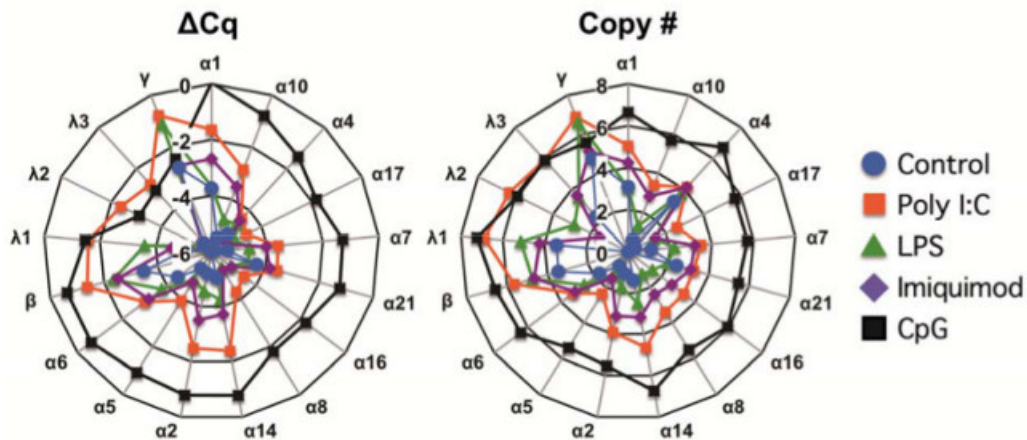 ΔCq
Copy #
α1
α10
α4
α17
α7
α21
α16
α8
α14
α2
α5
α6
β
λ1
λ2
λ3
γ
0
-2
-4
-6
α1
α10
α4
α17
α7
α21
α16
α8
α14
α2
α5
α6
β
λ1
λ2
λ3
γ
8
6
4
2
0
Control
Poly I:C
LPS
Imiquimod
CpG